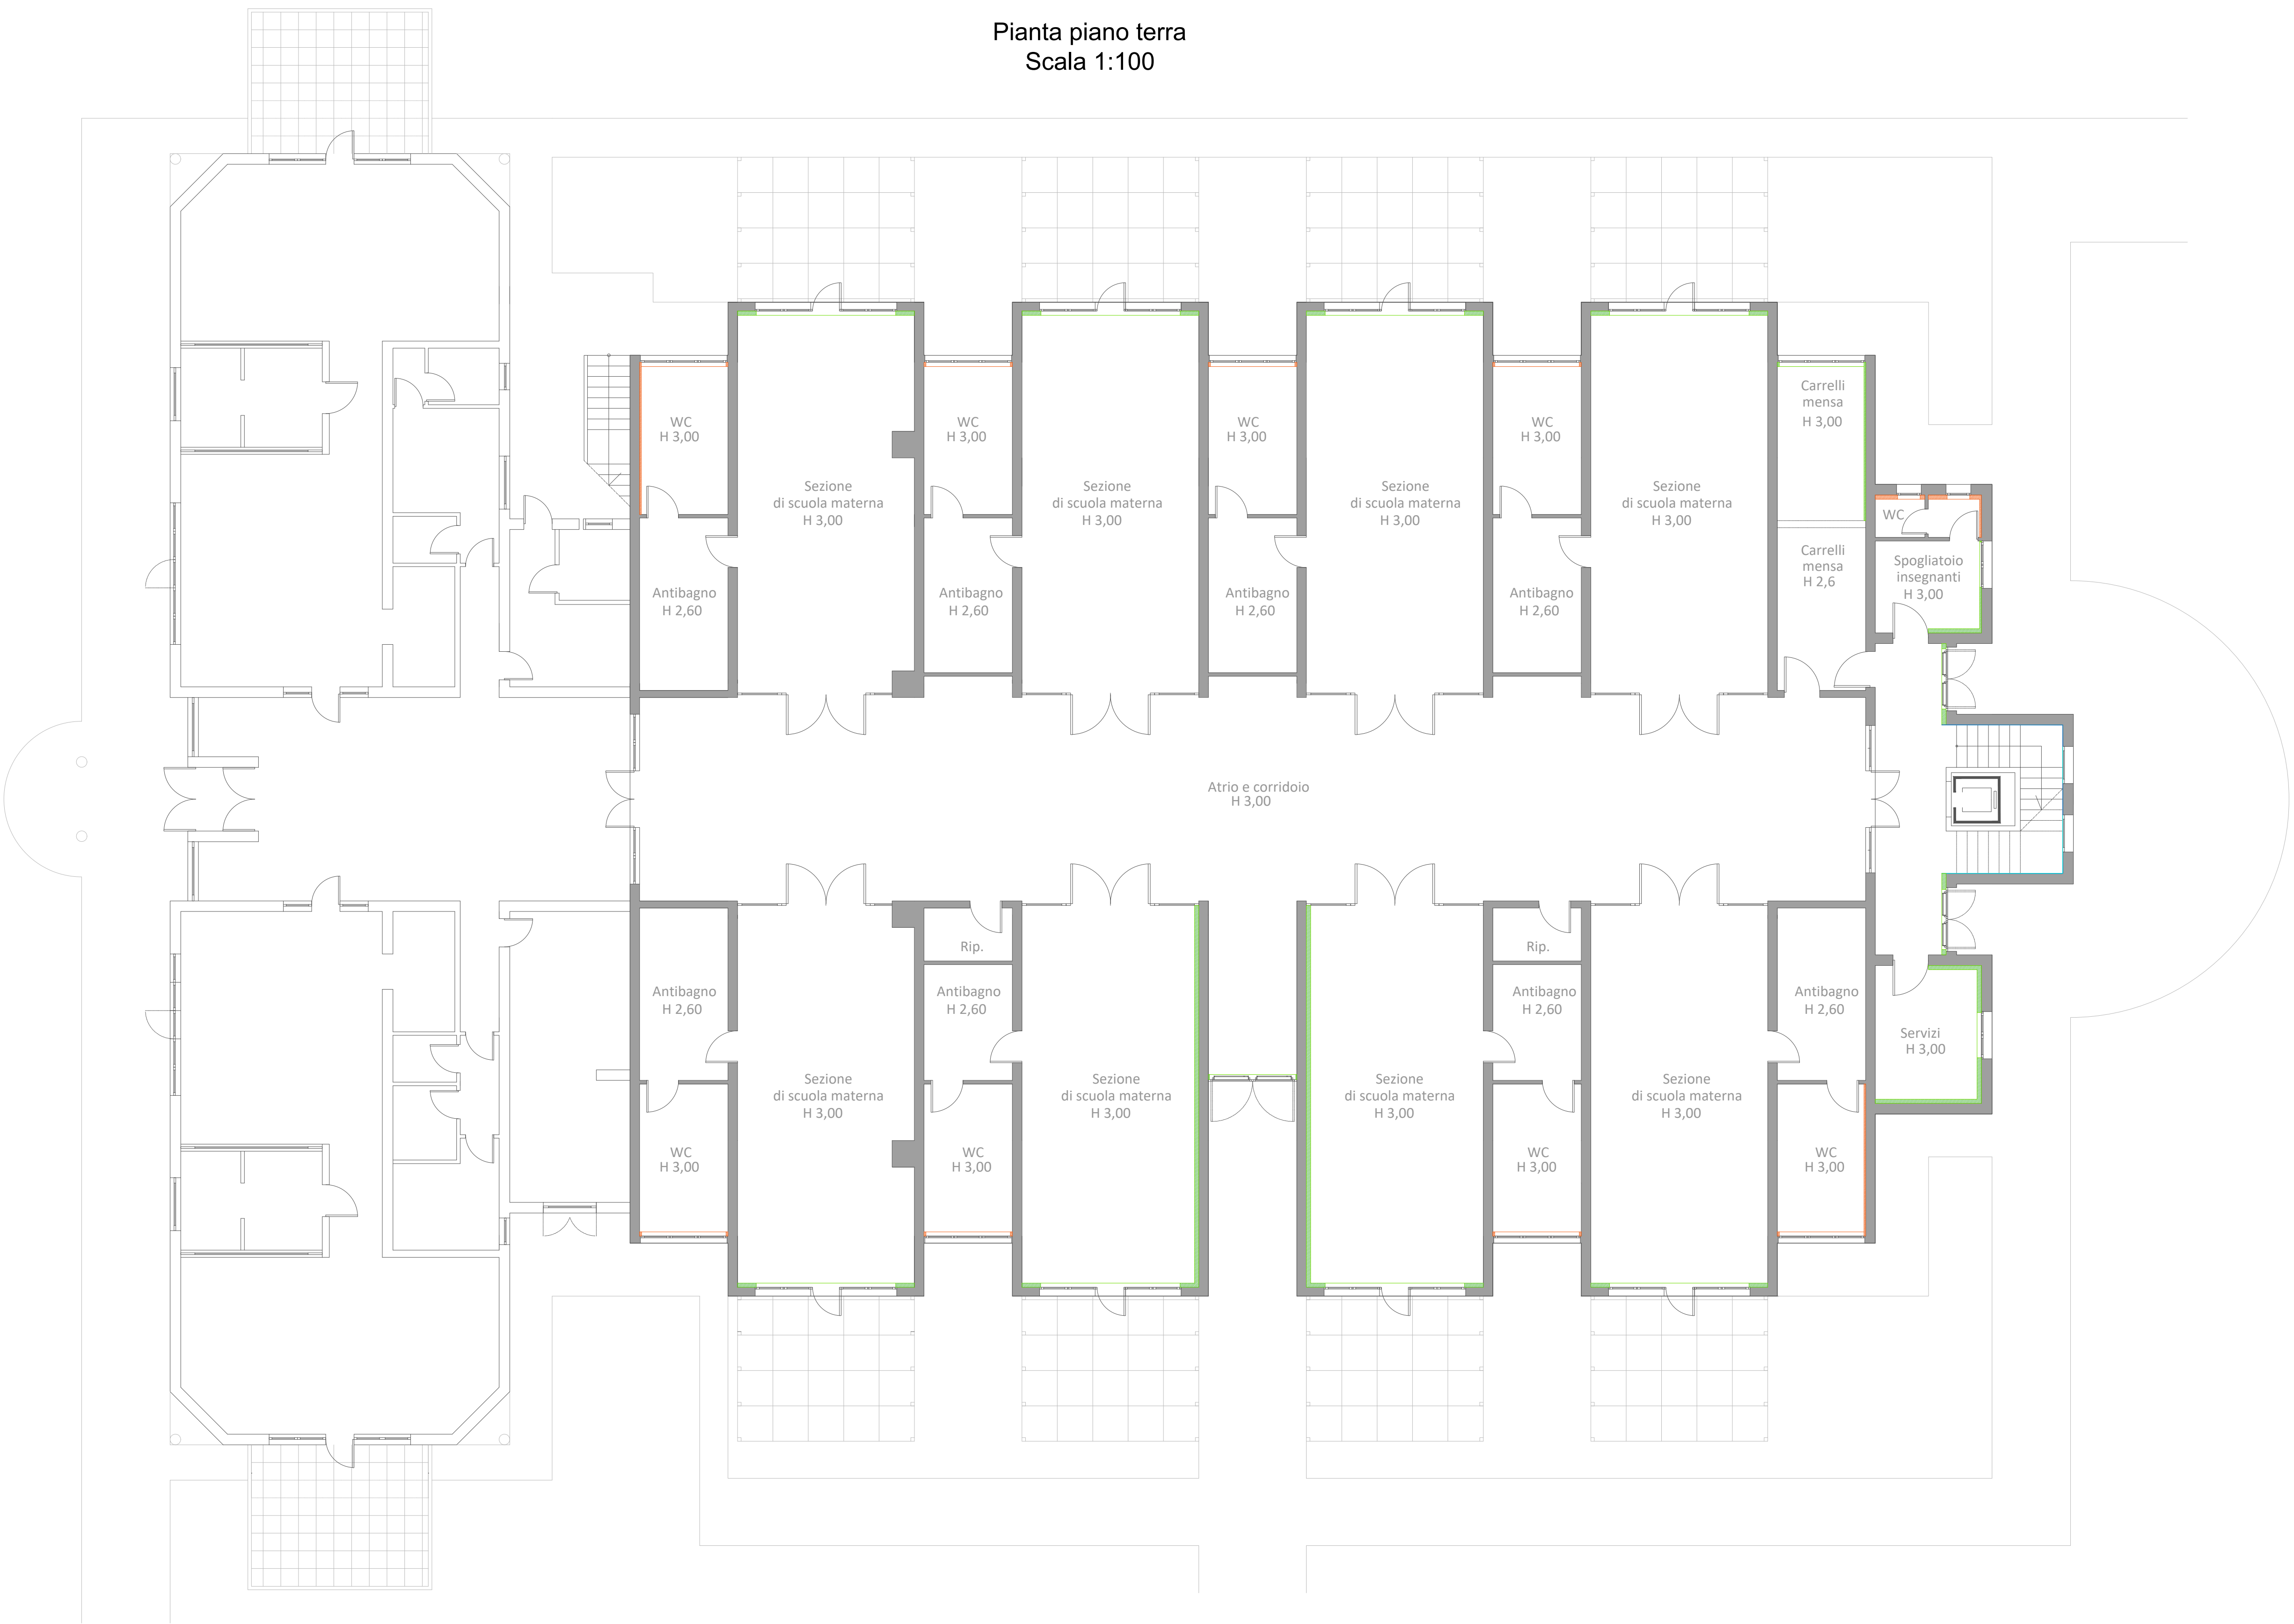 Pianta piano terra
Scala 1:100
WC
H 3,00
WC
H 3,00
WC
H 3,00
WC
H 3,00
Carrelli
mensa
H 3,00
Sezione
di scuola materna
H 3,00
Sezione
di scuola materna
H 3,00
Sezione
di scuola materna
H 3,00
Sezione
di scuola materna
H 3,00
WC
Carrelli
mensa
H 2,6
Spogliatoio
insegnanti
H 3,00
Antibagno
H 2,60
Antibagno
H 2,60
Antibagno
H 2,60
Antibagno
H 2,60
Atrio e corridoio
H 3,00
Rip.
Rip.
Antibagno
H 2,60
Antibagno
H 2,60
Antibagno
H 2,60
Antibagno
H 2,60
Servizi
H 3,00
Sezione
di scuola materna
H 3,00
Sezione
di scuola materna
H 3,00
Sezione
di scuola materna
H 3,00
Sezione
di scuola materna
H 3,00
WC
H 3,00
WC
H 3,00
WC
H 3,00
WC
H 3,00